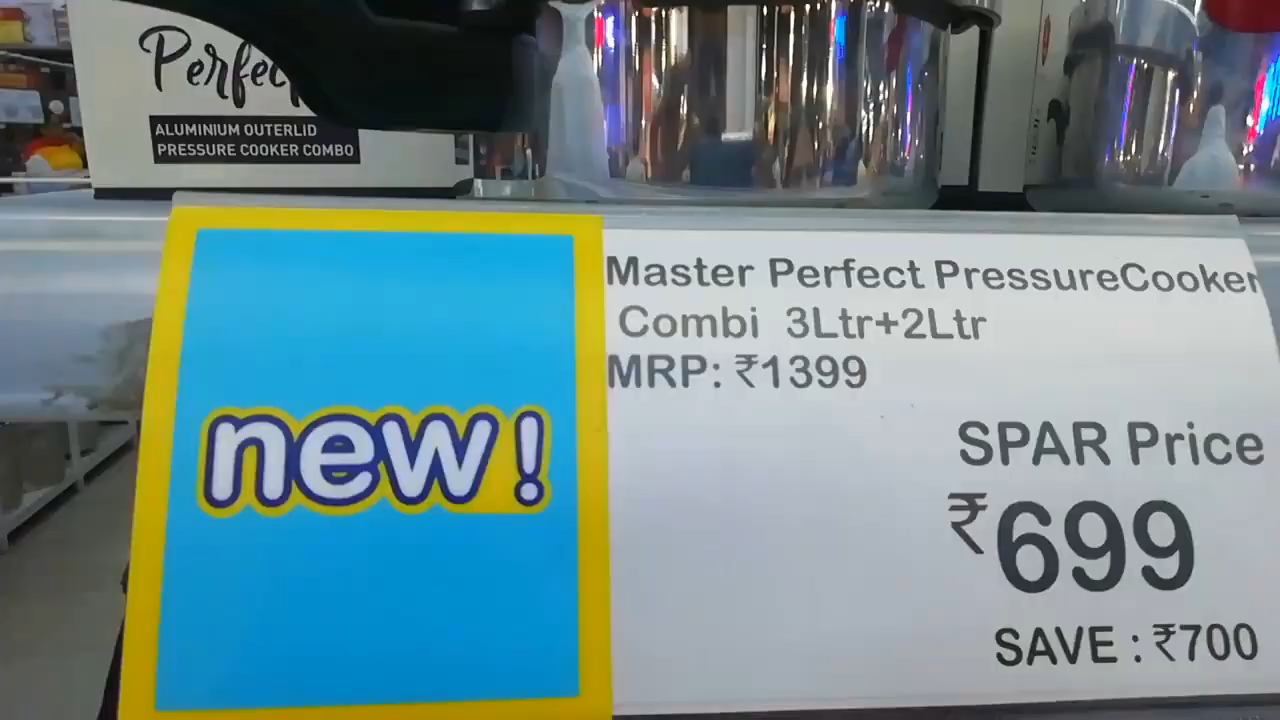 Perfect
ALUMINIUM OUTERLID
PRESSURE COOKER COMBO
new!
Master Perfect PressureCooker
Combi 3Ltr+2Ltr
MRP: ₹1399
SPAR Price
₹699
SAVE : ₹700